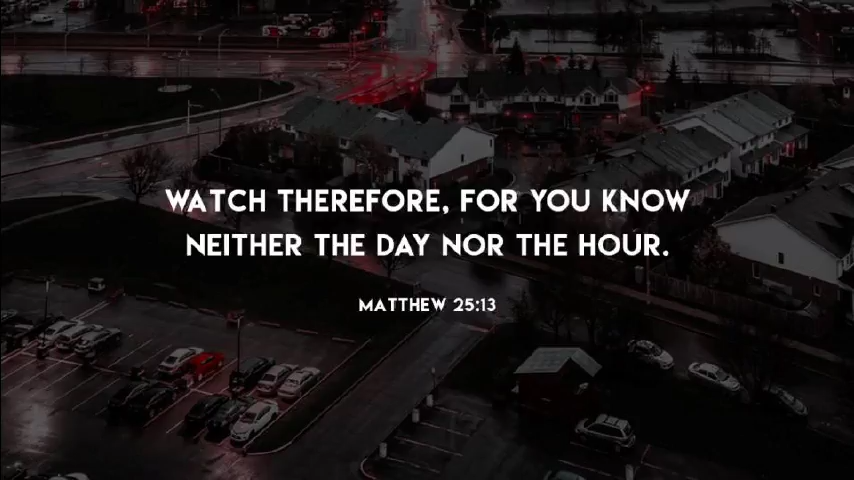 WATCH THEREFORE, FOR YOU KNOW
NEITHER THE DAY NOR THE HOUR.
MATTHEW 25:13